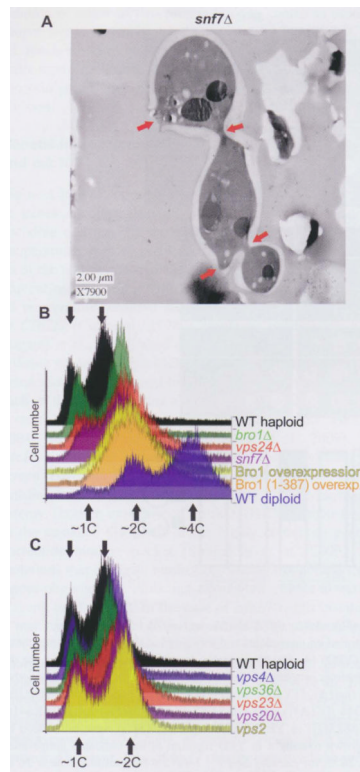 A
snf7Δ
2.00 µm
X7900
B
Cell number
WT haploid
bro1Δ
vps24Δ
snf7Δ
Bro1 overexpression
Bro1 (1-387) overexp.
WT diploid
~1C ~2C ~4C
C
Cell number
WT haploid
vps4Δ
vps36Δ
vps23Δ
vps20Δ
vps2
~1C ~2C